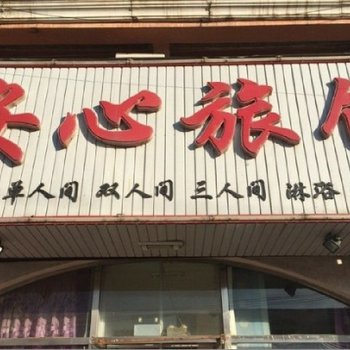 心旅
单人间 双人间 三人间 淋浴